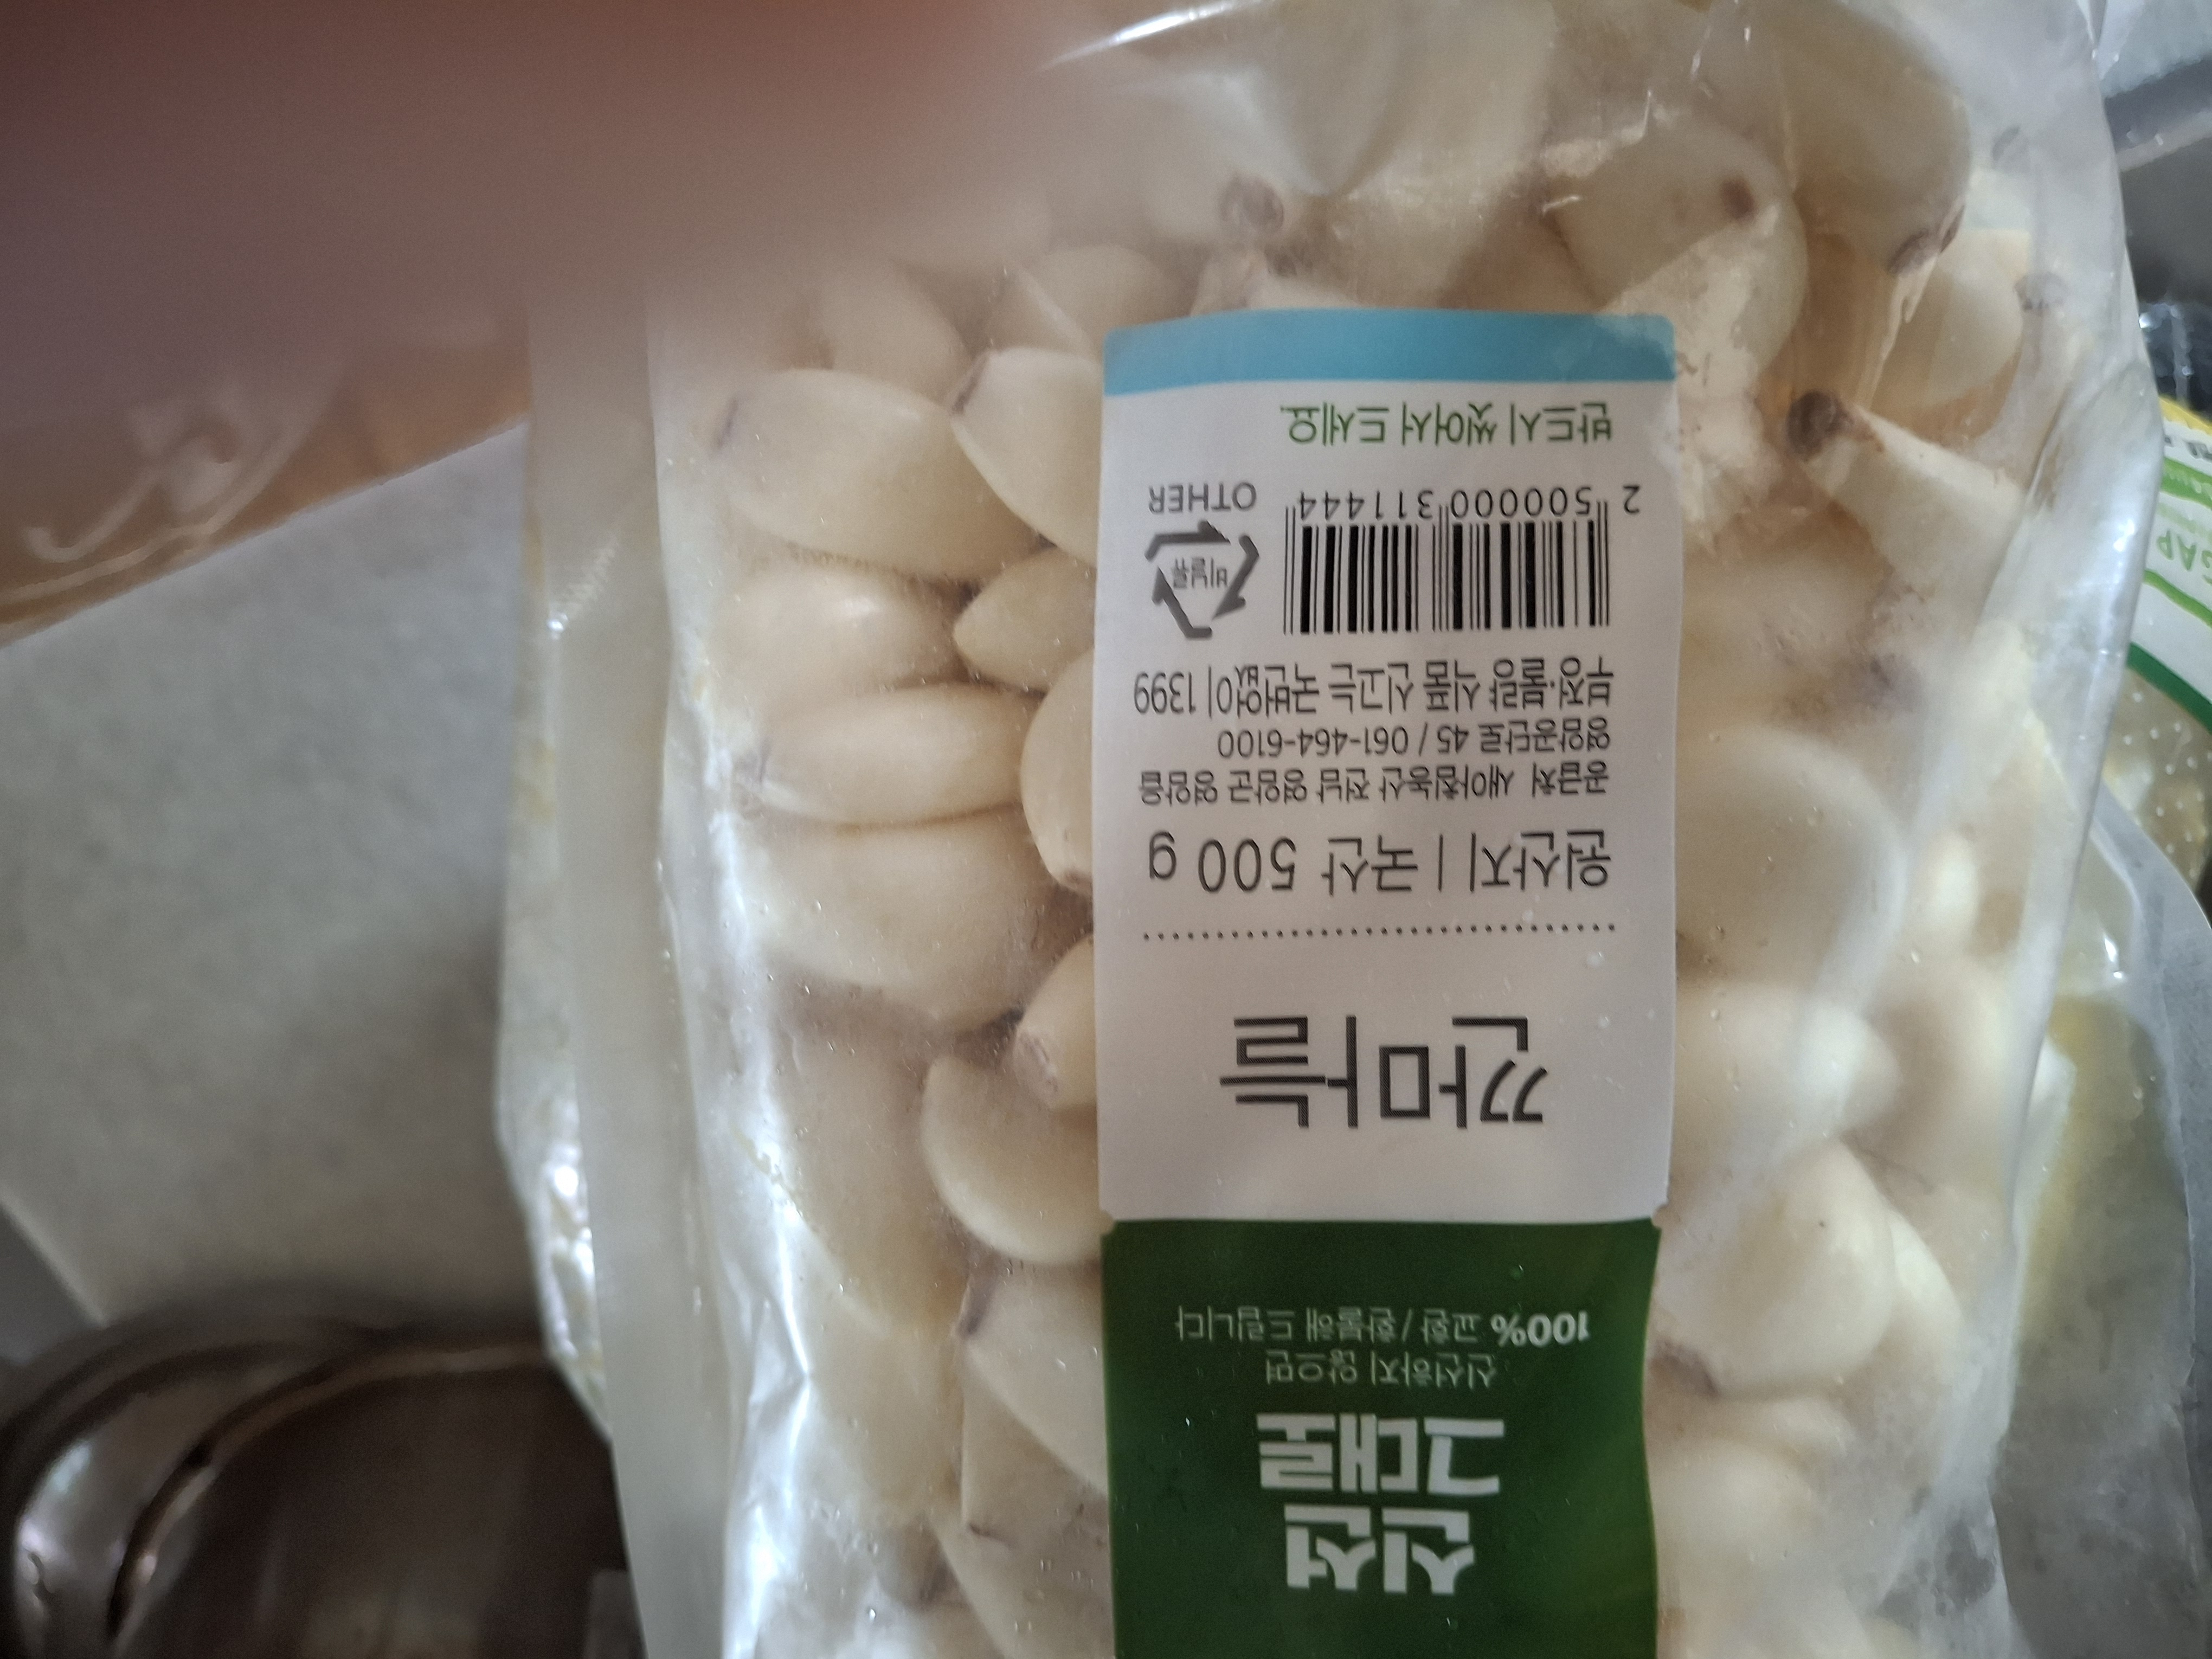 신선
그대로
신선하지 않으면
100% 교환 / 환불해 드립니다
깐마늘
원산지 | 국산 500 g
공급처 새아침농산 전남 영암군 영암읍
영암공단로 45 / 061-464-6100
부정·불량 식품 신고는 국번없이 1399
비닐류
OTHER
2 500000 311444
반드시 씻어서 드세요.
GAP